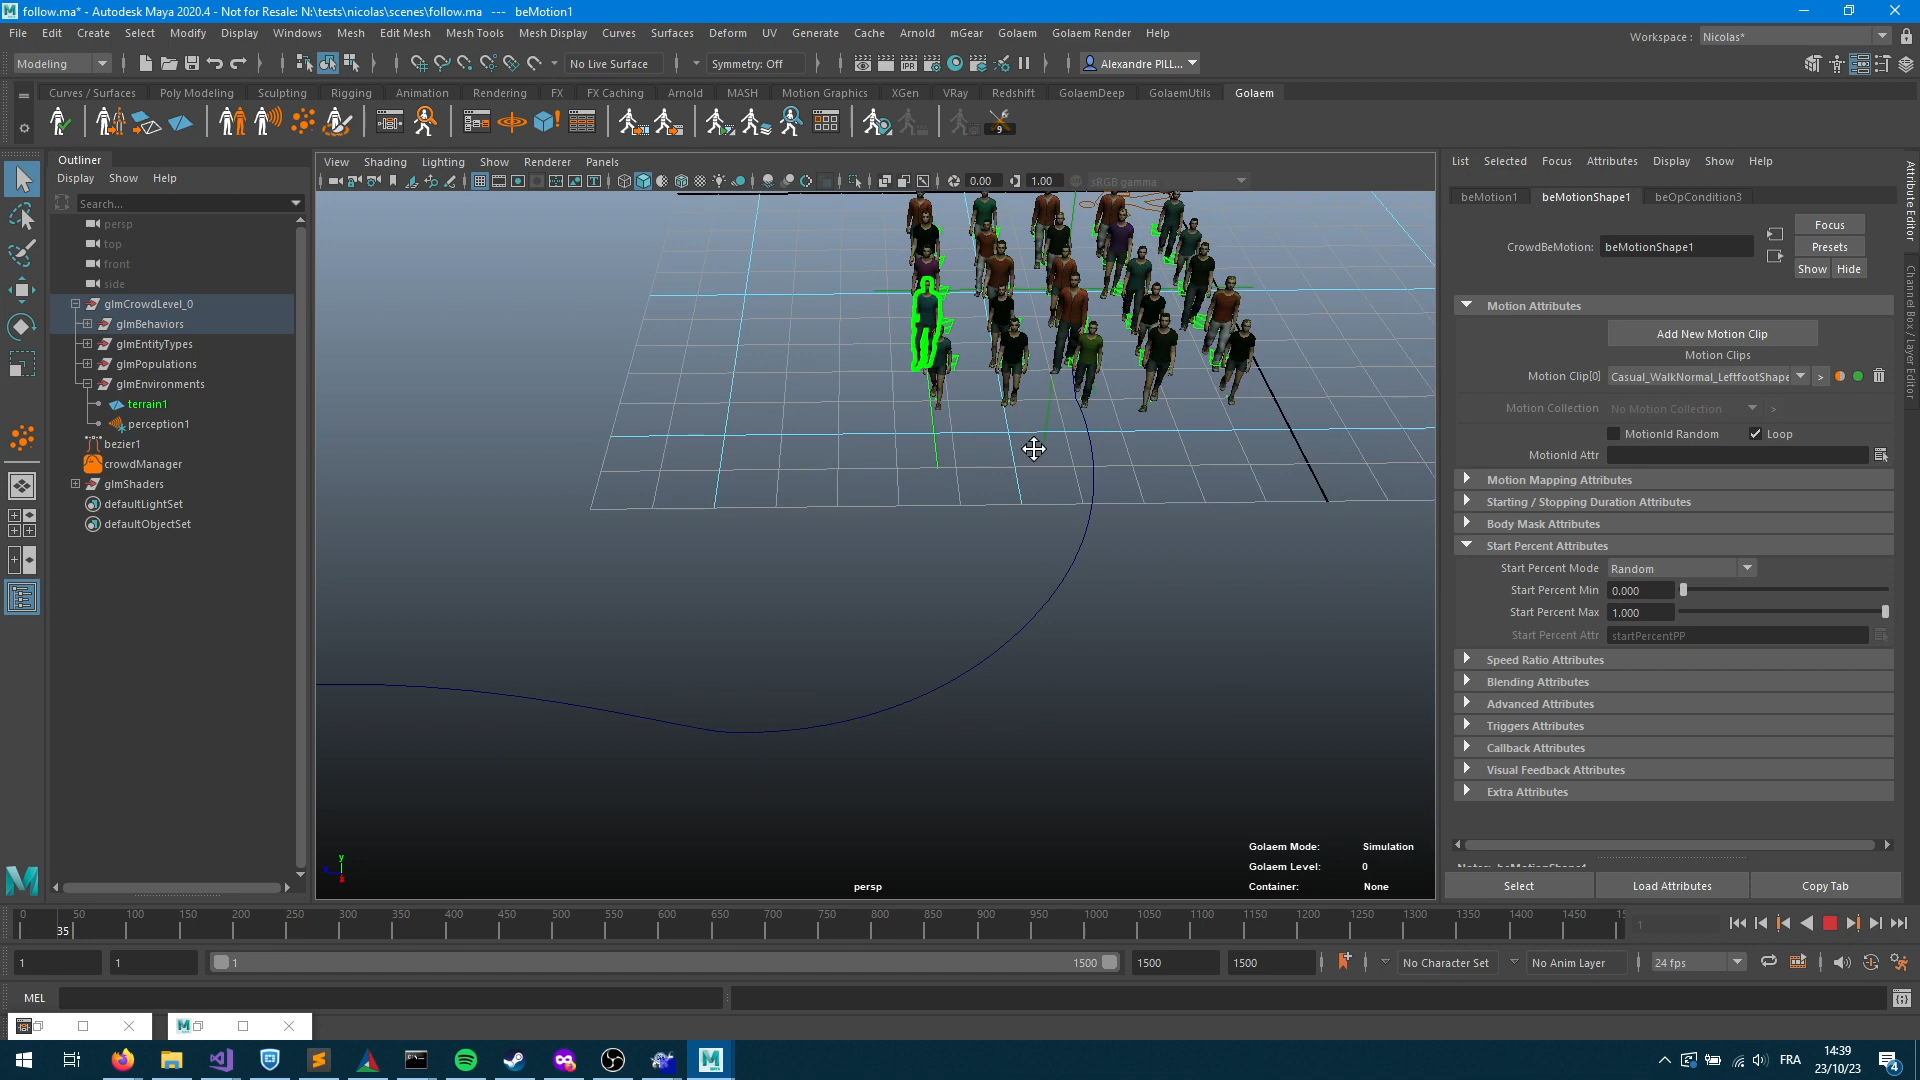 follow.ma* - Autodesk Maya 2020.4 - Not for Resale: N:\tests\nicolas\scenes\follow.ma --- beMotion1
File Edit Create Select Modify Display Windows Mesh Edit Mesh Mesh Tools Mesh Display Curves Surfaces Deform UV Generate Cache Arnold mGear Golaem Golaem Render Help
Workspace : Nicolas*
Modeling No Live Surface Symmetry: Off Alexandre PILL...
Curves / Surfaces Poly Modeling Sculpting Rigging Animation Rendering FX FX Caching Arnold MASH Motion Graphics XGen VRay Redshift GolaemDeep GolaemUtils Golaem
9
Outliner
Display Show Help
Search...
persp
top
front
side
glmCrowdLevel_0
glmBehaviors
glmEntityTypes
glmPopulations
glmEnvironments
terrain1
perception1
bezier1
crowdManager
glmShaders
defaultLightSet
defaultObjectSet
View Shading Lighting Show Renderer Panels
0.00 1.00 sRGB gamma
Golaem Mode: Simulation
Golaem Level: 0
Container: None
persp
y
List Selected Focus Attributes Display Show Help
beMotion1 beMotionShape1 beOpCondition3
CrowdBeMotion: beMotionShape1
Focus
Presets
Show Hide
Motion Attributes
Add New Motion Clip
Motion Clips
Motion Clip[0] Casual_WalkNormal_LeftfootShape >
Motion Collection No Motion Collection >
MotionId Random Loop
MotionId Attr
Motion Mapping Attributes
Starting / Stopping Duration Attributes
Body Mask Attributes
Start Percent Attributes
Start Percent Mode Random
Start Percent Min 0.000
Start Percent Max 1.000
Start Percent Attr startPercentPP
Speed Ratio Attributes
Blending Attributes
Advanced Attributes
Triggers Attributes
Callback Attributes
Visual Feedback Attributes
Extra Attributes
Select Load Attributes Copy Tab
Attribute Editor
Channel Box / Layer Editor
0 50 100 150 200 250 300 350 400 450 500 550 600 650 700 750 800 850 900 950 1000 1050 1100 1150 1200 1250 1300 1350 1400 1450
35
1
1 1 1 1500 1500 1500 No Character Set No Anim Layer 24 fps
MEL
FRA
14:39
23/10/23
4